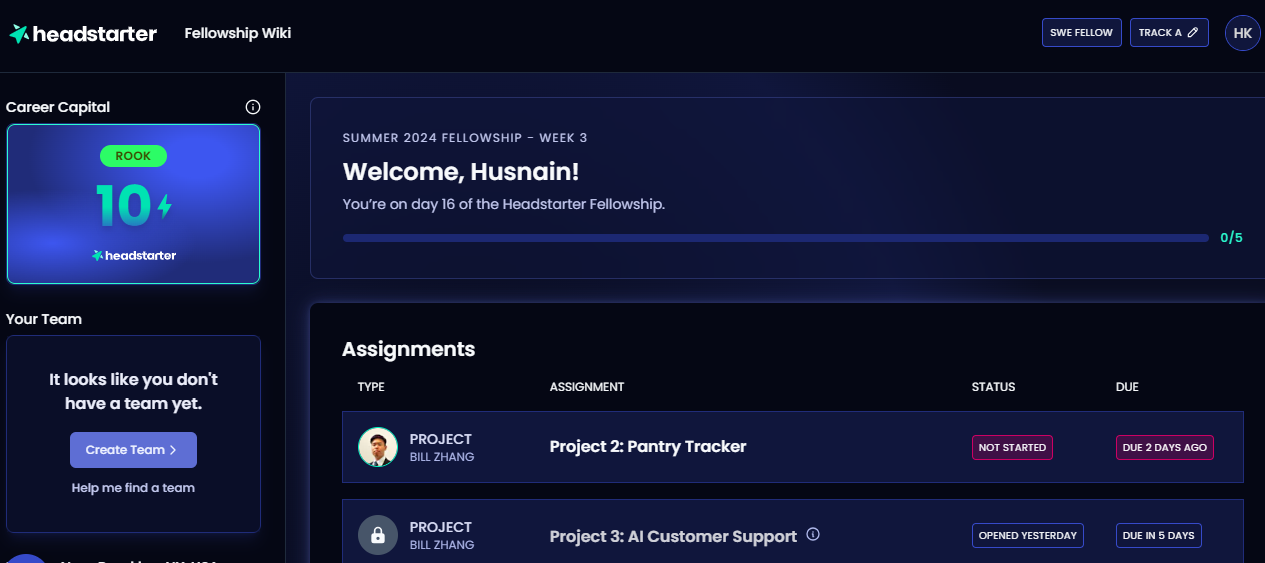 headstarter
Fellowship Wiki
SWE FELLOW
TRACK A
HK
Career Capital
ROOK
10
headstarter
Your Team
It looks like you don't
have a team yet.
Create Team
Help me find a team
SUMMER 2024 FELLOWSHIP - WEEK 3
Welcome, Husnain!
You're on day 16 of the Headstarter Fellowship.
0/5
Assignments
TYPE ASSIGNMENT STATUS DUE
PROJECT
BILL ZHANG
Project 2: Pantry Tracker
NOT STARTED
DUE 2 DAYS AGO
PROJECT
BILL ZHANG
Project 3: AI Customer Support
OPENED YESTERDAY
DUE IN 5 DAYS